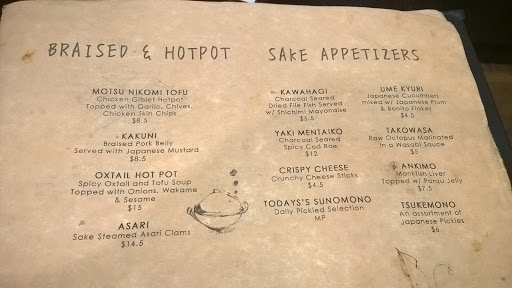 BRAISED & HOTPOT
MOTSU NIKOMI TOFU
Chicken Giblet Hotpot
Topped with Garlic, Chives,
Chicken Skin Chips
$8.5
KAKUNI
Braised Pork Belly
Served with Japanese Mustard
$8.5
OXTAIL HOT POT
Spicy Oxtail and Tofu Soup
Topped with Onions, Wakame
& Sesame
$15
ASARI
Sake Steamed Asari Clams
$14.5
SAKE APPETIZERS
KAWAHAGI
Charcoal Seared
Dried File Fish Served
w/ Shichimi Mayonaise
$5.5
YAKI MENTAIKO
Charcoal Seared
Spicy Cod Roe
$12
CRISPY CHEESE
Crunchy Cheese Sticks
$4.5
TODAYS'S SUNOMONO
Daily Pickled Selection
MP
UME KYURI
Japanese Cucumbers
mixed w/ Japanese Plum
& Bonito Flakes
$4.5
TAKOWASA
Raw Octopus Marinated
in a Wasabi Sauce
$5
ANKIMO
Monkfish Liver
Topped w/ Ponzu Jelly
$7.5
TSUKEMONO
An assortment of
Japanese Pickles
$6